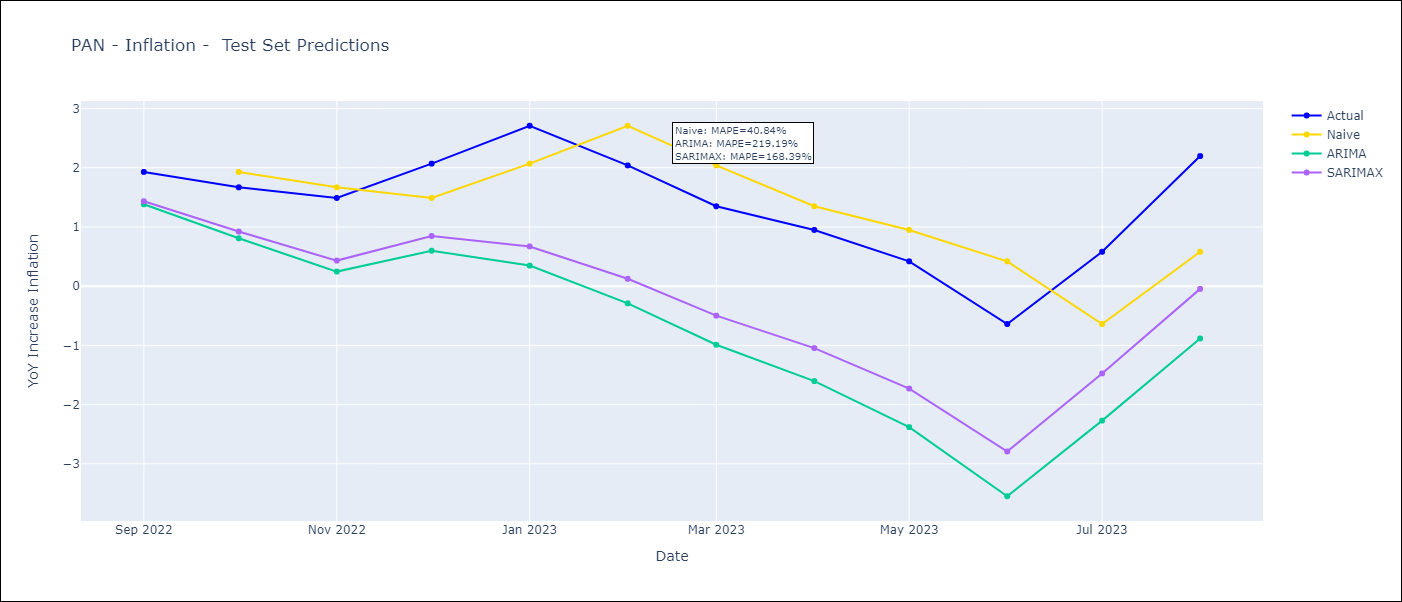 PAN - Inflation -  Test Set Predictions
Actual
Naive
ARIMA
SARIMAX
Naive: MAPE=40.84%
ARIMA: MAPE=219.19%
SARIMAX: MAPE=168.39%
YoY Increase Inflation
3
2
1
0
−1
−2
−3
Sep 2022
Nov 2022
Jan 2023
Mar 2023
May 2023
Jul 2023
Date